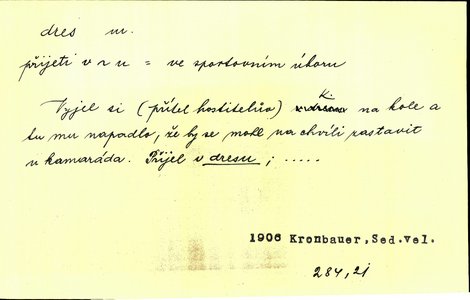 dres m.
přijeti v r u = ve sportovním úboru
Vyjel si (přítel hostitelův) K. na kole a
tu mu napadlo, že by se mohl na chvíli zastavit
u kamaráda. Přijel v dresu; .....
1906 Kronbauer, Sed.vel.
284, 21